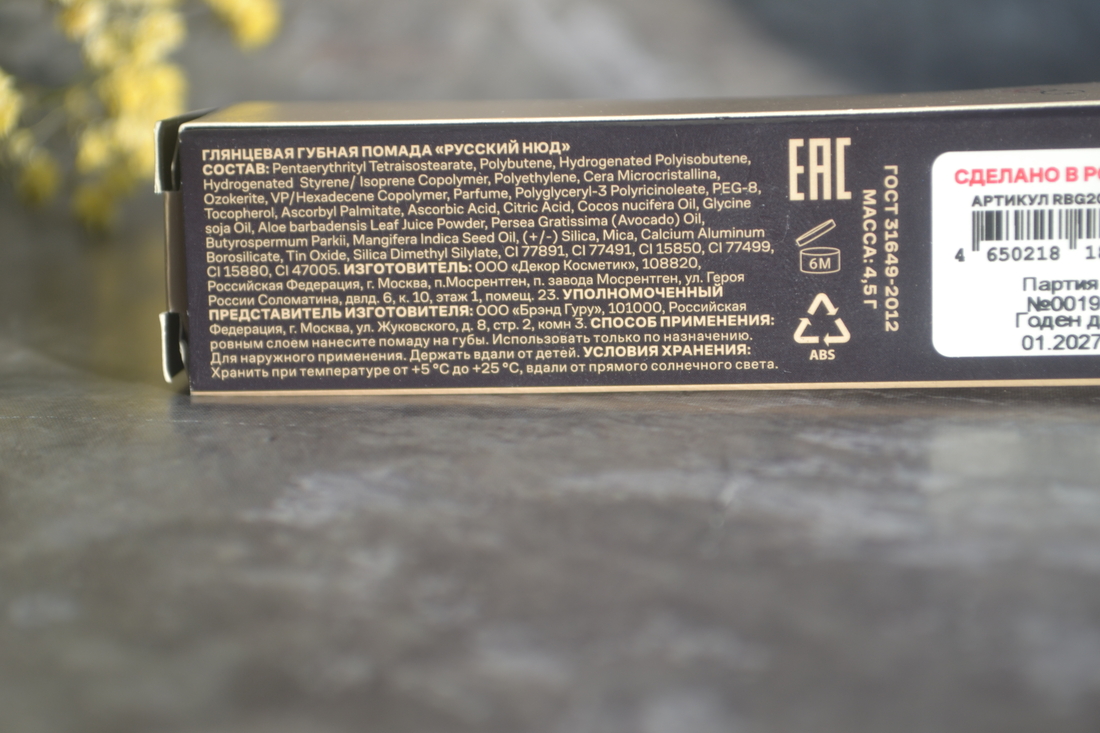 ГЛЯНЦЕВАЯ ГУБНАЯ ПОМАДА «РУССКИЙ НЮД»
СОСТАВ: Pentaerythrityl Tetraisostearate, Polybutene, Hydrogenated Polyisobutene,
Hydrogenated Styrene/ Isoprene Copolymer, Polyethylene, Cera Microcristallina,
Ozokerite, VP/Hexadecene Copolymer, Parfume, Polyglyceryl-3 Polyricinoleate, PEG-8,
Tocopherol, Ascorbyl Palmitate, Ascorbic Acid, Citric Acid, Cocos nucifera Oil, Glycine
soja Oil, Aloe barbadensis Leaf Juice Powder, Persea Gratissima (Avocado) Oil,
Butyrospermum Parkii, Mangifera Indica Seed Oil, (+/-) Silica, Mica, Calcium Aluminum
Borosilicate, Tin Oxide, Silica Dimethyl Silylate, CI 77891, CI 77491, CI 15850, CI 77499,
CI 15880, CI 47005. ИЗГОТОВИТЕЛЬ: ООО «Декор Косметик», 108820,
Российская Федерация, г. Москва, п.Мосрентген, п. завода Мосрентген, ул. Героя
России Соломатина, двлд. 6, к. 10, этаж 1, помещ. 23. УПОЛНОМОЧЕННЫЙ
ПРЕДСТАВИТЕЛЬ ИЗГОТОВИТЕЛЯ: ООО «Брэнд Гуру», 101000, Российская
Федерация, г. Москва, ул. Жуковского, д. 8, стр. 2, комн 3. СПОСОБ ПРИМЕНЕНИЯ:
ровным слоем нанесите помаду на губы. Использовать только по назначению.
Для наружного применения. Держать вдали от детей. УСЛОВИЯ ХРАНЕНИЯ:
Хранить при температуре от +5 °C до +25 °C, вдали от прямого солнечного света.
EAC
6M
ABS
ГОСТ 31649-2012
МАССА: 4,5 Г
СДЕЛАНО В
АРТИКУЛ
4 650218
Партия
№0019
Годен
01.2027